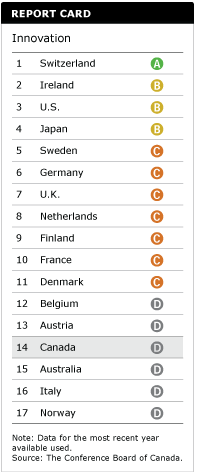 REPORT CARD
Innovation
1 Switzerland A
2 Ireland B
3 U.S. B
4 Japan B
5 Sweden C
6 Germany C
7 U.K. C
8 Netherlands C
9 Finland C
10 France C
11 Denmark C
12 Belgium D
13 Austria D
14 Canada D
15 Australia D
16 Italy D
17 Norway D
Note: Data for the most recent year
available used.
Source: The Conference Board of Canada.